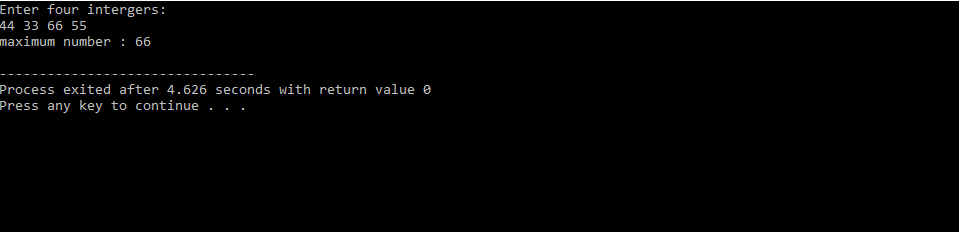 Enter four intergers:
44 33 66 55
maximum number : 66
--------------------------------
Process exited after 4.626 seconds with return value 0
Press any key to continue . . .